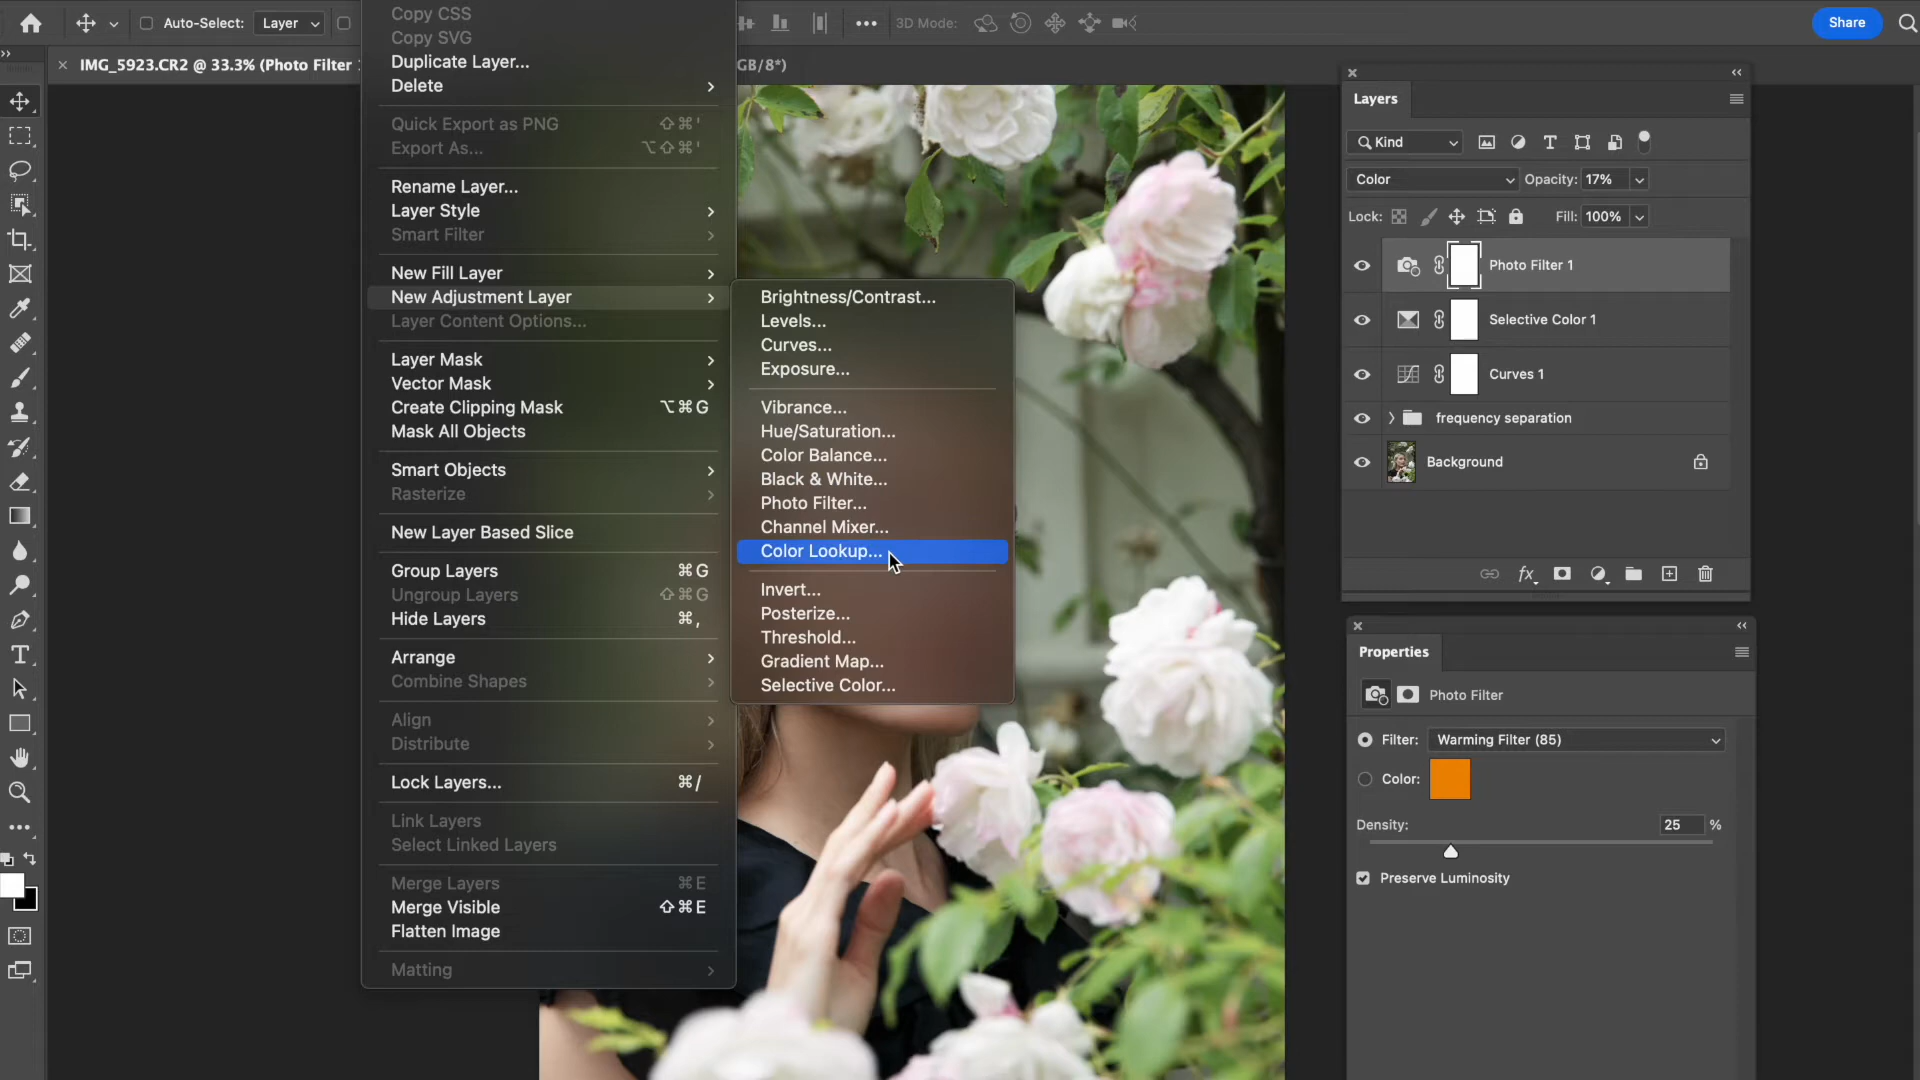 Auto-Select:
Layer
3D Mode:
Share
IMG_5923.CR2 @ 33.3% (Photo Filter
GB/8*)
Copy CSS
Copy SVG
Duplicate Layer...
Delete
Quick Export as PNG ⇧⌘'
Export As... ⌥⇧⌘'
Rename Layer...
Layer Style
Smart Filter
New Fill Layer
New Adjustment Layer
Layer Content Options...
Layer Mask
Vector Mask
Create Clipping Mask ⌥⌘G
Mask All Objects
Smart Objects
Rasterize
New Layer Based Slice
Group Layers ⌘G
Ungroup Layers ⇧⌘G
Hide Layers ⌘,
Arrange
Combine Shapes
Align
Distribute
Lock Layers... ⌘/
Link Layers
Select Linked Layers
Merge Layers ⌘E
Merge Visible ⇧⌘E
Flatten Image
Matting
Brightness/Contrast...
Levels...
Curves...
Exposure...
Vibrance...
Hue/Saturation...
Color Balance...
Black & White...
Photo Filter...
Channel Mixer...
Color Lookup...
Invert...
Posterize...
Threshold...
Gradient Map...
Selective Color...
Layers
Kind
Color Opacity: 17%
Lock: Fill: 100%
Photo Filter 1
Selective Color 1
Curves 1
frequency separation
Background
fx
Properties
Photo Filter
Filter: Warming Filter (85)
Color:
Density: 25 %
Preserve Luminosity